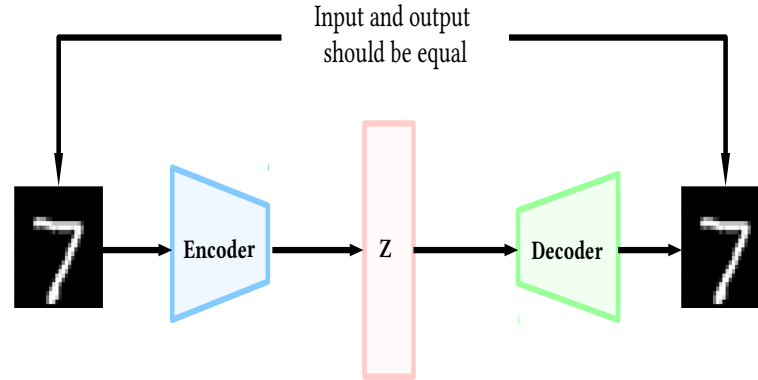 Input and output
should be equal
7
Encoder
Z
Decoder
7